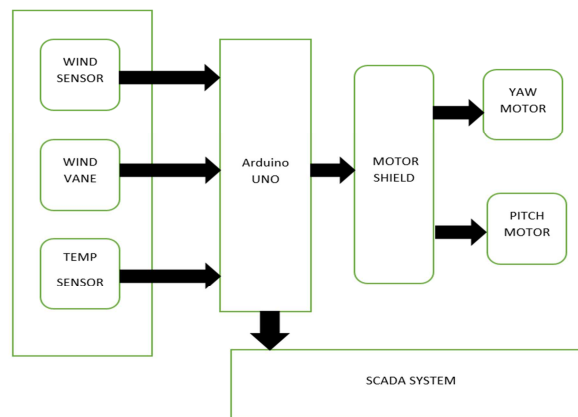 WIND
SENSOR
WIND
VANE
TEMP
SENSOR
Arduino
UNO
MOTOR
SHIELD
YAW
MOTOR
PITCH
MOTOR
SCADA SYSTEM